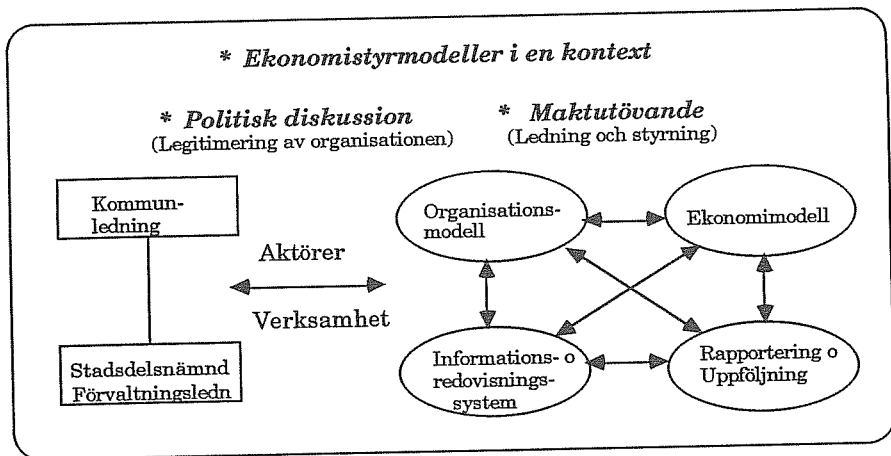 * Ekonomistyrmodeller i en kontext
* Politisk diskussion
(Legitimering av organisationen)
* Maktutövande
(Ledning och styrning)
Kommun-
ledning
Stadsdelsnämnd
Förvaltningsledn
Aktörer
Verksamhet
Organisations-
modell
Ekonomimodell
Informations- o
redovisnings-
system
Rapportering o
Uppföljning